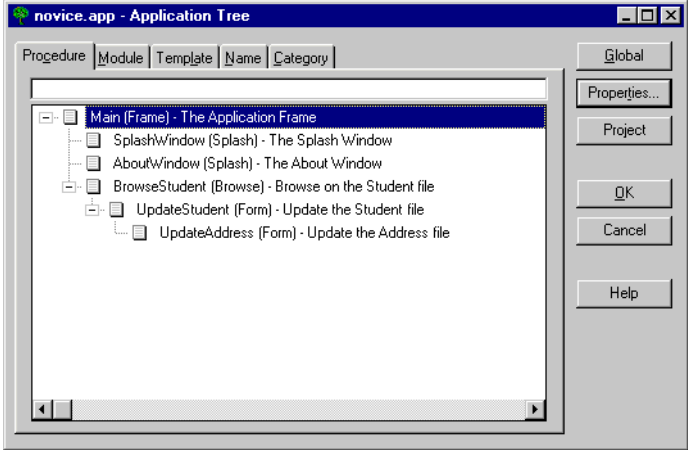 novice.app - Application Tree
Procedure Module Template Name Category
Global
Properties...
Project
OK
Cancel
Help
Main (Frame) - The Application Frame
SplashWindow (Splash) - The Splash Window
AboutWindow (Splash) - The About Window
BrowseStudent (Browse) - Browse on the Student file
UpdateStudent (Form) - Update the Student file
UpdateAddress (Form) - Update the Address file